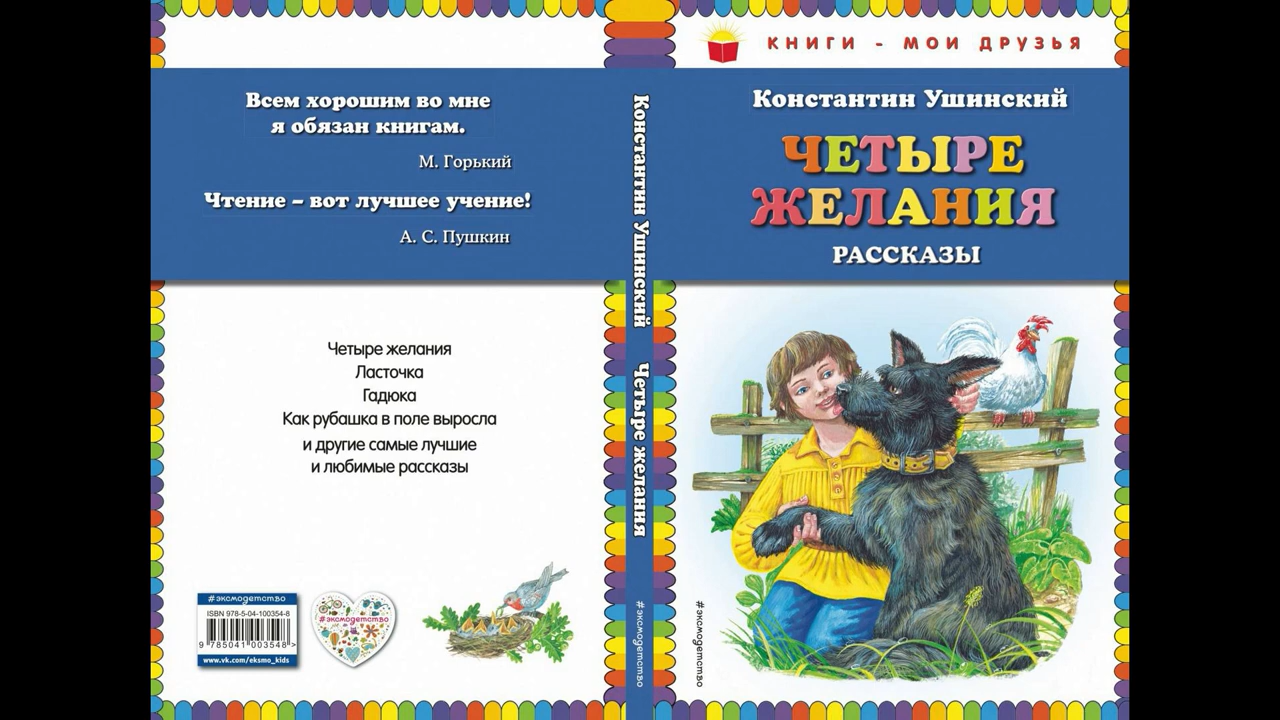 Всем хорошим во мне
я обязан книгам.
М. Горький
Чтение – вот лучшее учение!
А. С. Пушкин
Четыре желания
Ласточка
Гадюка
Как рубашка в поле выросла
и другие самые лучшие
и любимые рассказы
#эксмодетство
ISBN 978-5-04-100354-8
9 785041 003548 >
www.vk.com/eksmo_kids
#эксмодетство
Константин Ушинский Четыре желания
#эксмодетство
КНИГИ - МОИ ДРУЗЬЯ
Константин Ушинский
ЧЕТЫРЕ
ЖЕЛАНИЯ
РАССКАЗЫ
#эксмодетство